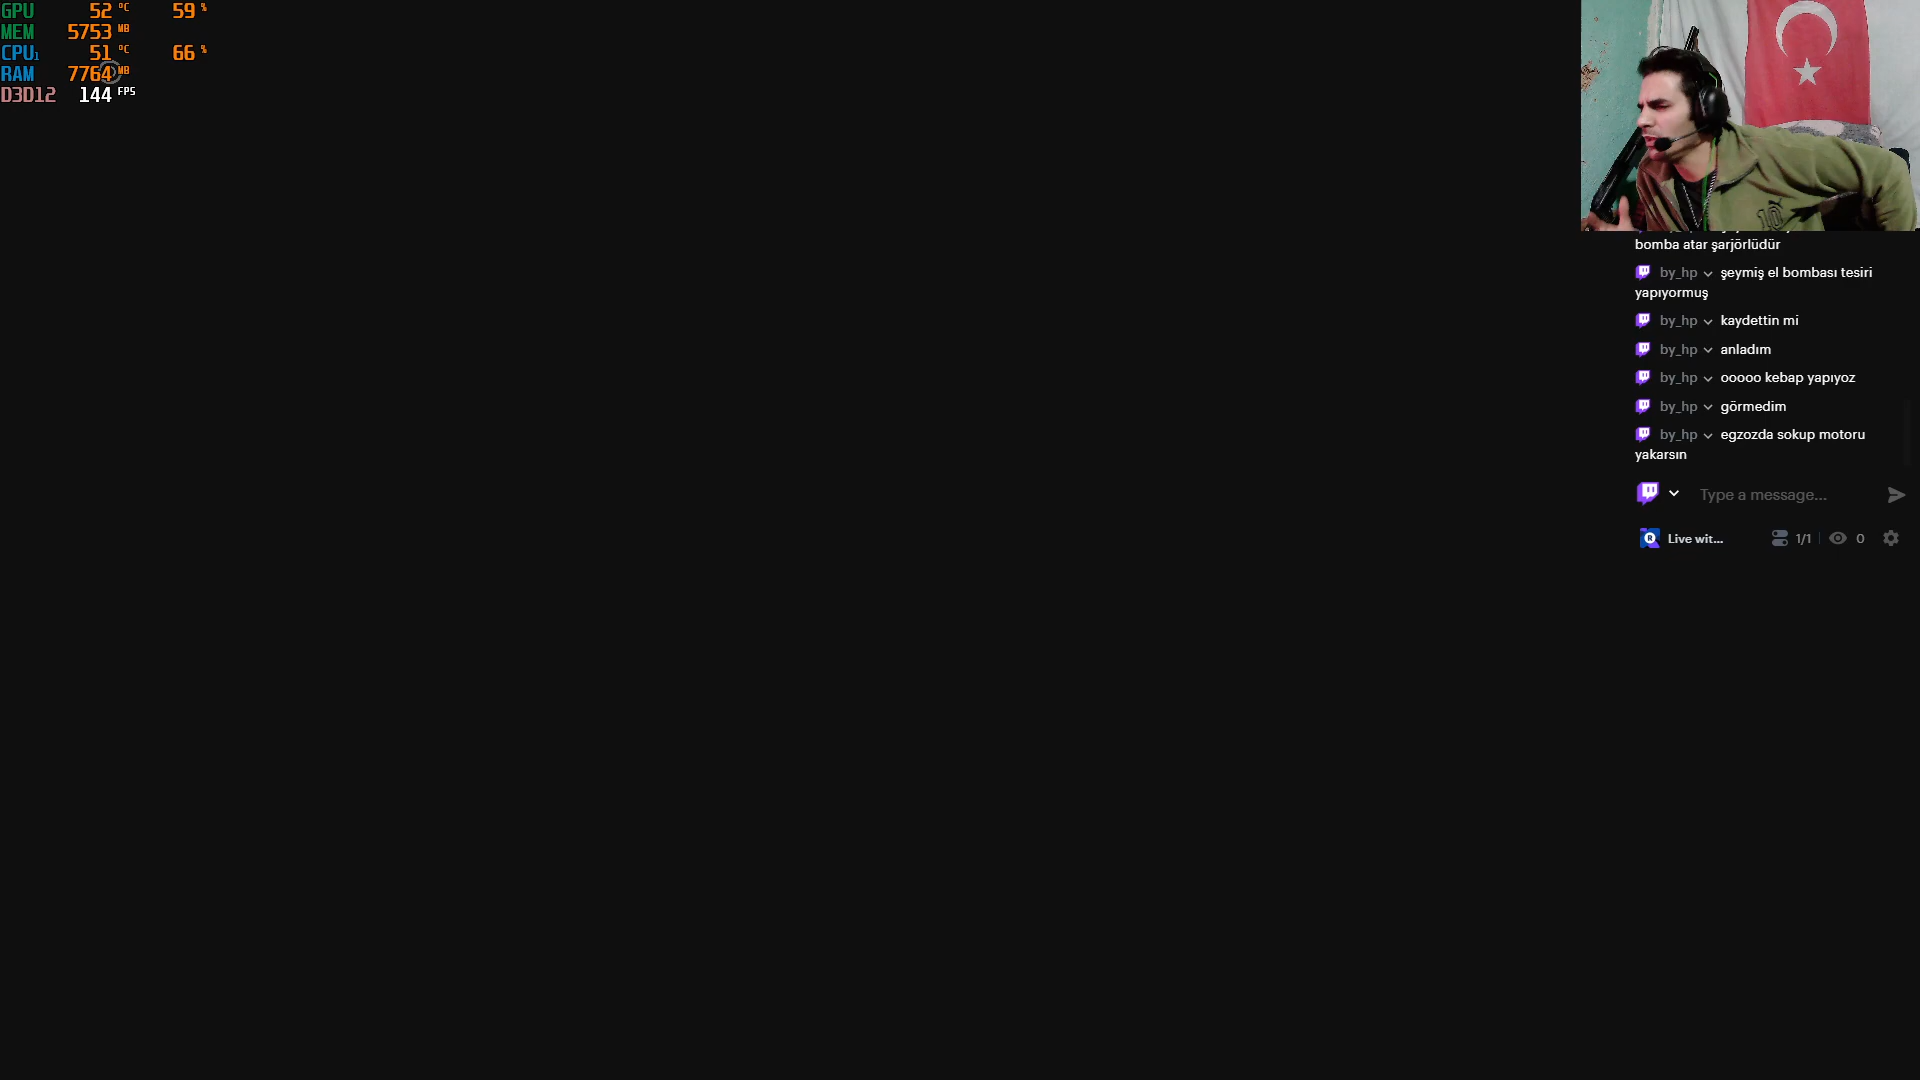 GPU 52 °C 59 %
MEM 5753 MB
CPU1 51 °C 66 %
RAM 7764 MB
D3D12 144 FPS
10
bomba atar şarjörlüdür
by_hp şeymiş el bombası tesiri
yapıyormuş
by_hp kaydettin mi
by_hp anladım
by_hp ooooo kebap yapıyoz
by_hp görmedim
by_hp egzozda sokup motoru
yakarsın
Type a message...
Live wit... 1/1 0